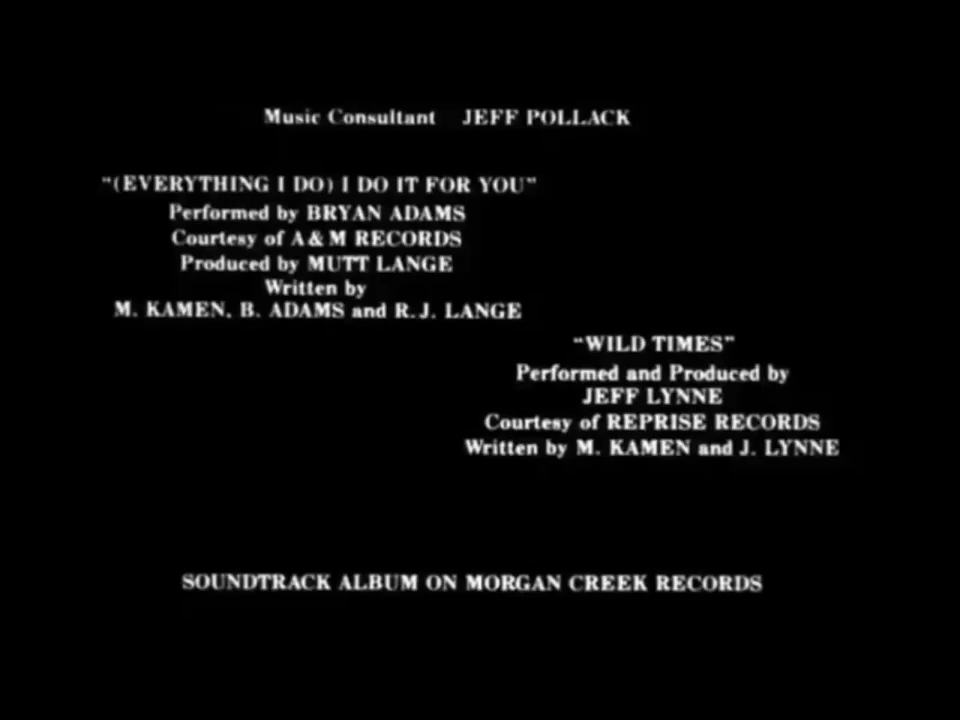 Music Consultant JEFF POLLACK
"(EVERYTHING I DO) I DO IT FOR YOU"
Performed by BRYAN ADAMS
Courtesy of A & M RECORDS
Produced by MUTT LANGE
Written by
M. KAMEN, B. ADAMS and R. J. LANGE
"WILD TIMES"
Performed and Produced by
JEFF LYNNE
Courtesy of REPRISE RECORDS
Written by M. KAMEN and J. LYNNE
SOUNDTRACK ALBUM ON MORGAN CREEK RECORDS